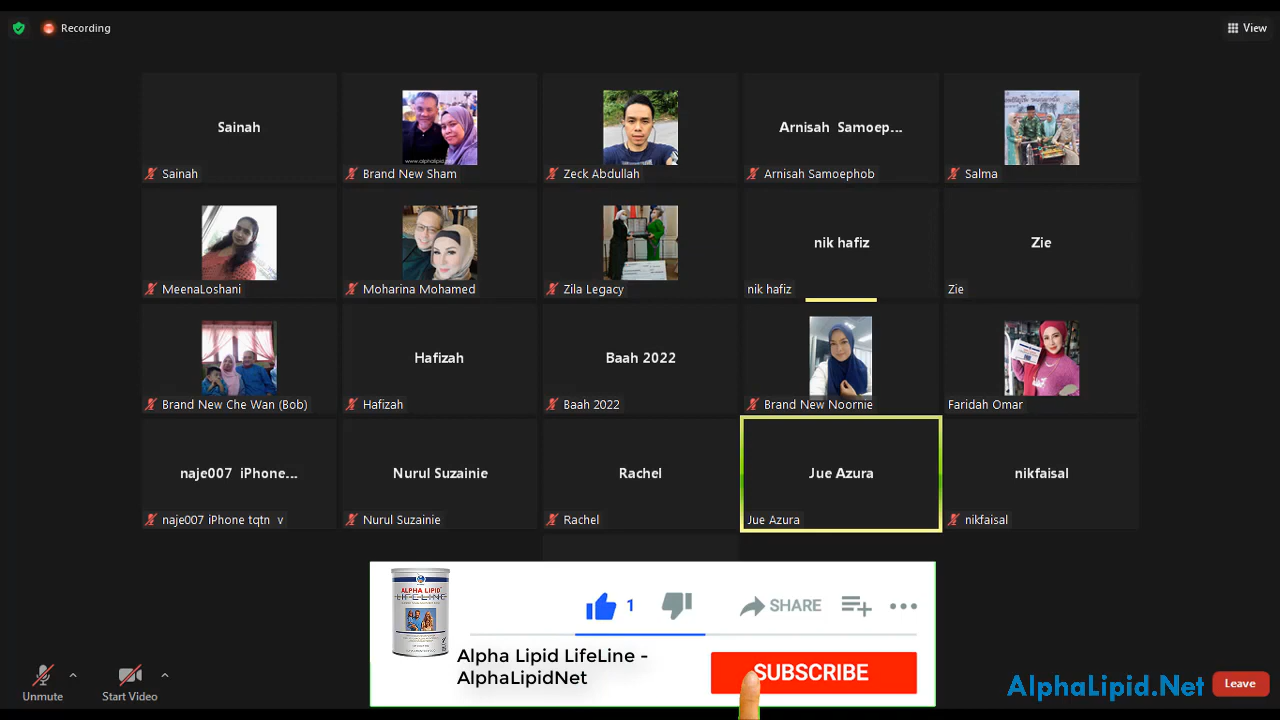 Recording
View
Sainah
Arnisah Samoep...
Sainah
www.alphalipid.net
Brand New Sham
Zeck Abdullah
Arnisah Samoephob
Salma
nik hafiz
Zie
MeenaLoshani
Moharina Mohamed
Zila Legacy
nik hafiz
Zie
Hafizah
Baah 2022
Brand New Che Wan (Bob)
Hafizah
Baah 2022
Brand New Noornie
Faridah Omar
naje007 iPhone...
Nurul Suzainie
Rachel
Jue Azura
nikfaisal
naje007 iPhone tqtn v
Nurul Suzainie
Rachel
Jue Azura
nikfaisal
ALPHA LIPID
LIFELINE
1
SHARE
Alpha Lipid LifeLine -
AlphaLipidNet
SUBSCRIBE
Unmute
Start Video
AlphaLipid.Net
Leave